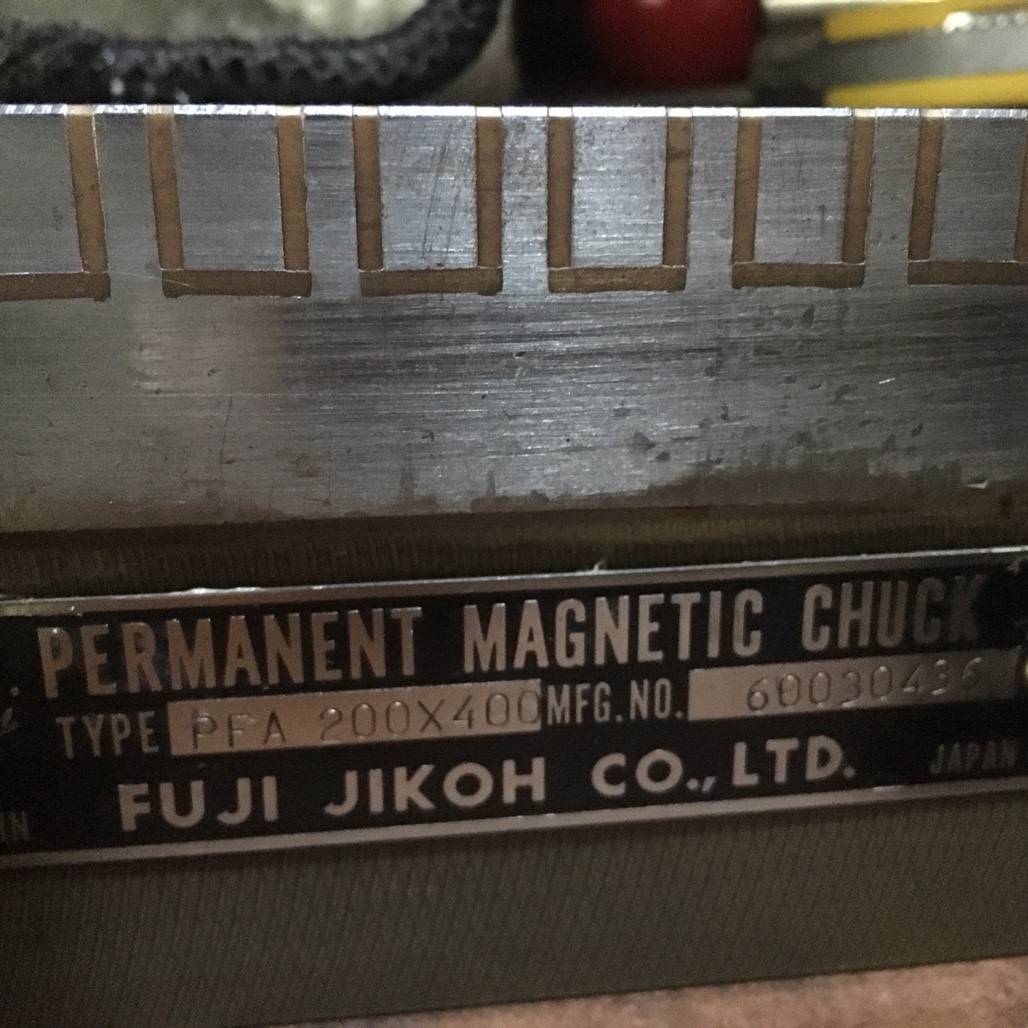 PERMANENT MAGNETIC CHUCK
TYPE PFA 200X400 MFG.NO. 60030436
FUJI JIKOH CO.,LTD. JAPAN